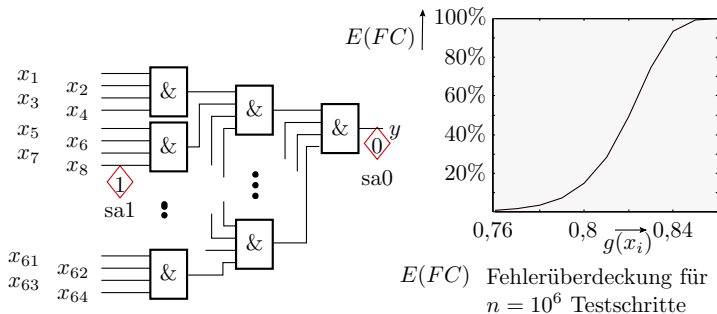 x1
x2
x3
x4
x5
x6
x7
x8
x61
x62
x63
x64
&
&
&
&
&
&
1
sa1
y
0
sa0
E(FC)
100%
80%
60%
40%
20%
0,76
0,8
0,84
g(xi)
E(FC) Fehlerüberdeckung für
n = 10^6 Testschritte